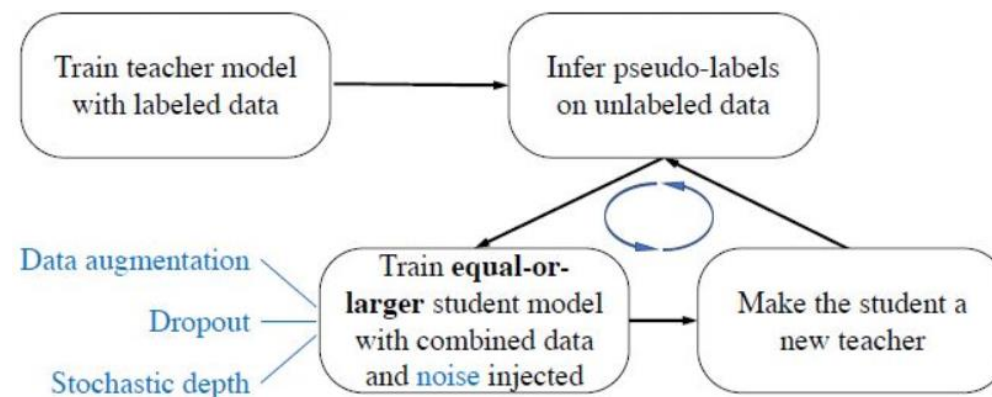 Train teacher model
with labeled data
Infer pseudo-labels
on unlabeled data
Data augmentation
Dropout
Stochastic depth
Train equal-or-
larger student model
with combined data
and noise injected
Make the student a
new teacher